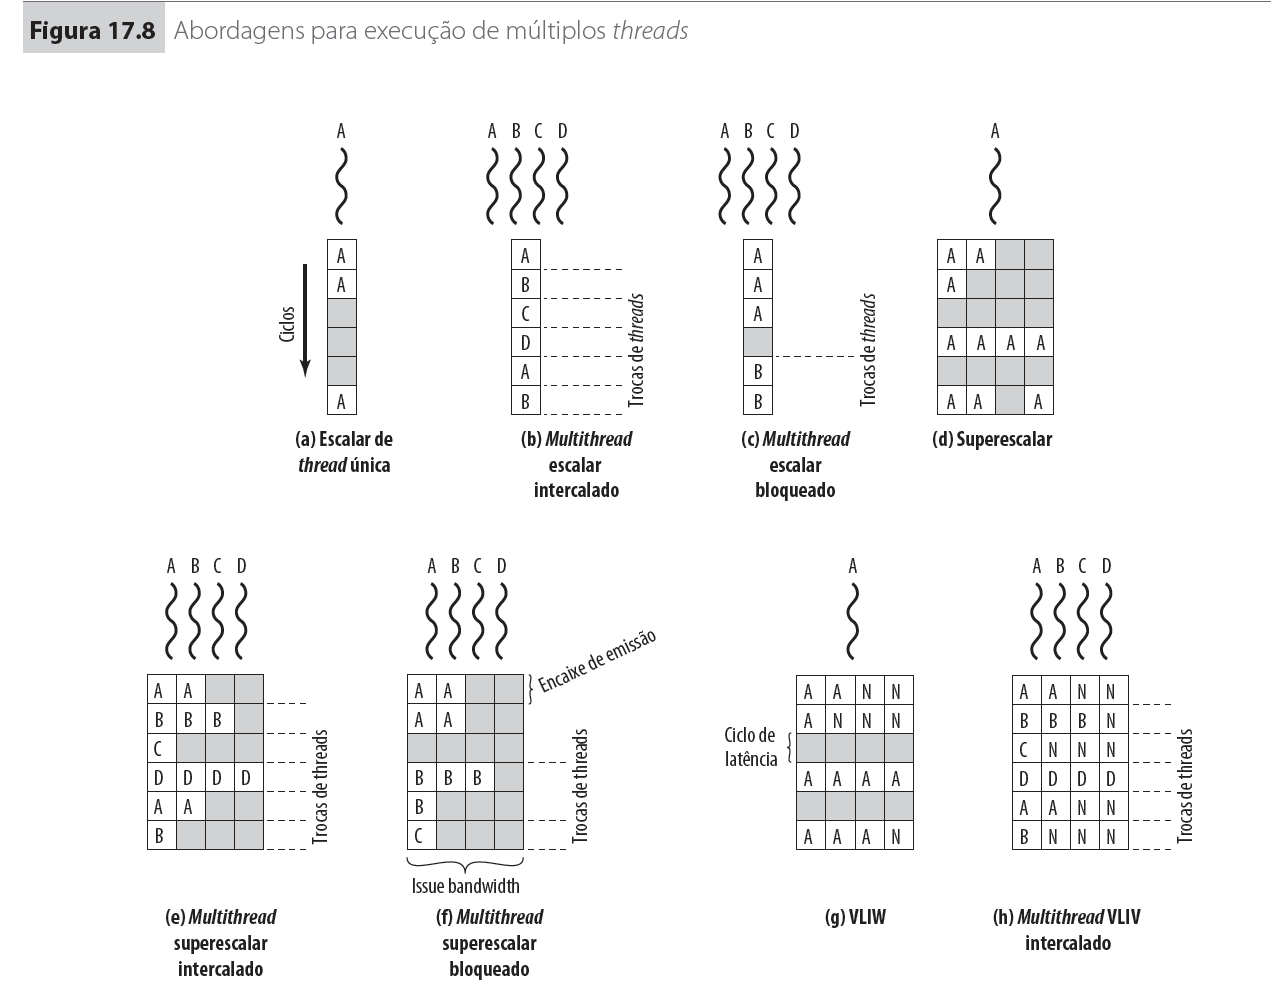 Figura 17.8 Abordagens para execução de múltiplos threads
A
A B C D
A B C D
A
Ciclos
A
A
A
A
B
C
D
A
B
Trocas de threads
A
A
A
B
B
Trocas de threads
A A
A
A A A A
A A A
(a) Escalar de
thread única
(b) Multithread
escalar
intercalado
(c) Multithread
escalar
bloqueado
(d) Superescalar
A B C D
A B C D
A
A B C D
A A
B B B
C
D D D D
A A
B
Trocas de threads
A A
A A
B B B
B
C
Encaixe de emissão
Trocas de threads
Issue bandwidth
Ciclo de
latência
A A N N
A N N N
A A A A
A A A N
A A N N
B B B N
C N N N
D D D D
A A N N
B N N N
Trocas de threads
(e) Multithread
superescalar
intercalado
(f) Multithread
superescalar
bloqueado
(g) VLIW
(h) Multithread VLIV
intercalado